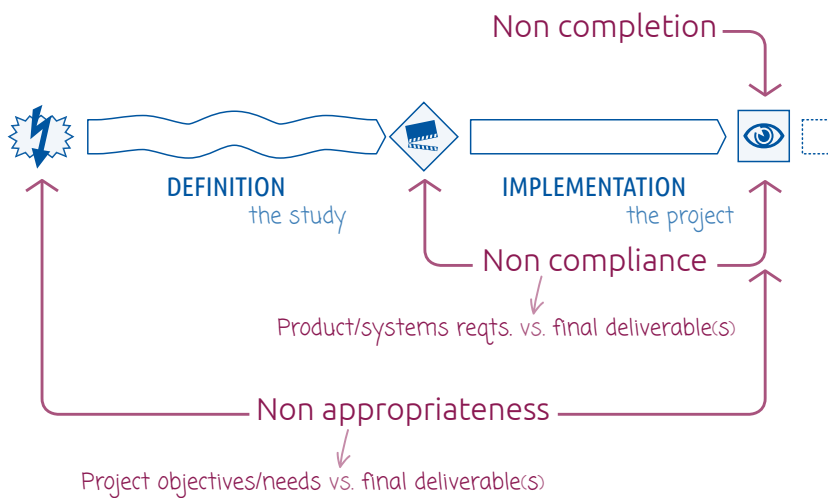 Non completion
DEFINITION
the study
IMPLEMENTATION
the project
Non compliance
Product/systems reqts. vs. final deliverable(s)
Non appropriateness
Project objectives/needs vs. final deliverable(s)